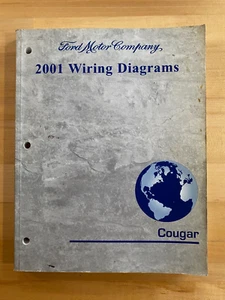 Ford Motor Company,
2001 Wiring Diagrams
Cougar